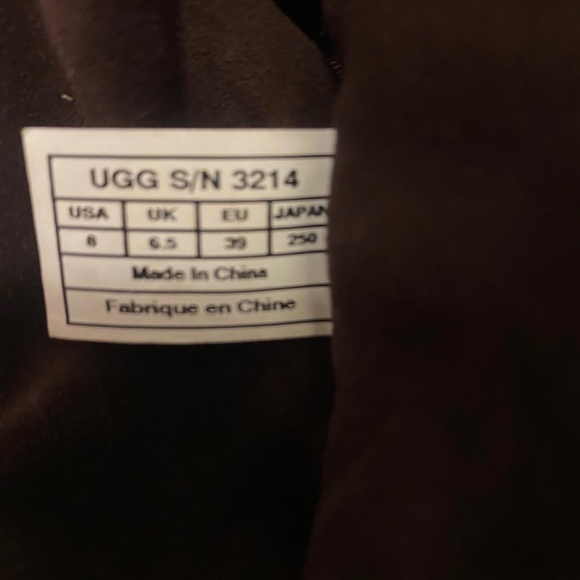 UGG S/N 3214
USA UK EU JAPAN
8 6.5 39 250
Made In China
Fabrique en Chine